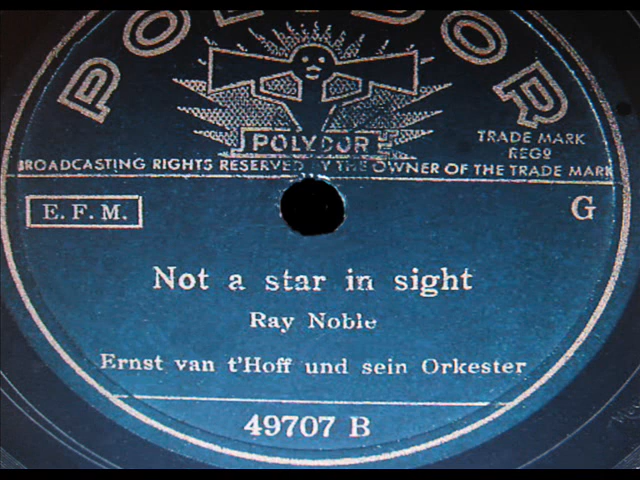 POLYDOR
POLYDOR
TRADE MARK
REGD
BROADCASTING RIGHTS RESERVED BY THE OWNER OF THE TRADE MARK
E. F. M.
G
Not a star in sight
Ray Noble
Ernst van t'Hoff und sein Orkester
49707 B